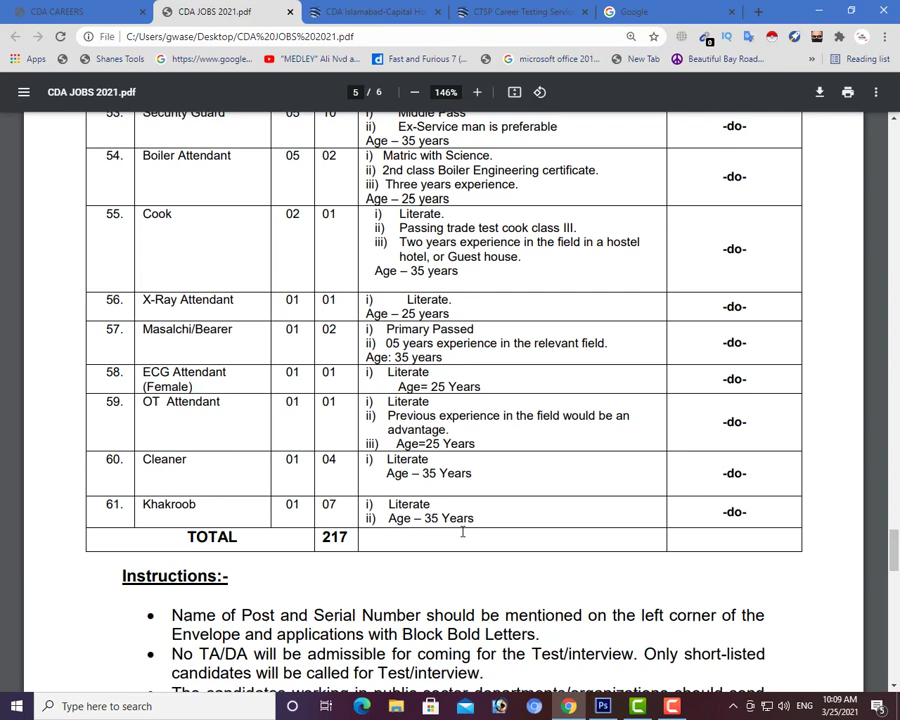 CDA CAREERS
CDA JOBS 2021.pdf
CDA Islamabad-Capital Ho
CTSP Career Testing Servic
Google
File
C:/Users/gwase/Desktop/CDA%20JOBS%202021.pdf
Apps
Shanes Tools
https://www.google...
"MEDLEY" Ali Nvd a...
Fast and Furious 7 (...
microsoft office 201...
New Tab
Beautiful Bay Road...
»
Reading list
CDA JOBS 2021.pdf
5 / 6
146%
53. Security Guard 05 10 i) Middle Pass
ii) Ex-Service man is preferable
Age – 35 years
-do-
54. Boiler Attendant 05 02 i) Matric with Science.
ii) 2nd class Boiler Engineering certificate.
iii) Three years experience.
Age – 25 years
-do-
55. Cook 02 01 i) Literate.
ii) Passing trade test cook class III.
iii) Two years experience in the field in a hostel
hotel, or Guest house.
Age – 35 years
-do-
56. X-Ray Attendant 01 01 i) Literate.
Age – 25 years
-do-
57. Masalchi/Bearer 01 02 i) Primary Passed
ii) 05 years experience in the relevant field.
Age: 35 years
-do-
58. ECG Attendant 01 01 i) Literate
(Female) Age= 25 Years
-do-
59. OT Attendant 01 01 i) Literate
ii) Previous experience in the field would be an
advantage.
iii) Age=25 Years
-do-
60. Cleaner 01 04 i) Literate
Age – 35 Years
-do-
61. Khakroob 01 07 i) Literate
ii) Age – 35 Years
-do-
TOTAL 217
Instructions:-
• Name of Post and Serial Number should be mentioned on the left corner of the
Envelope and applications with Block Bold Letters.
• No TA/DA will be admissible for coming for the Test/interview. Only short-listed
candidates will be called for Test/interview.
• The candidates working in public sector departments/organizations should send
Type here to search
ENG
10:09 AM
3/25/2021
5